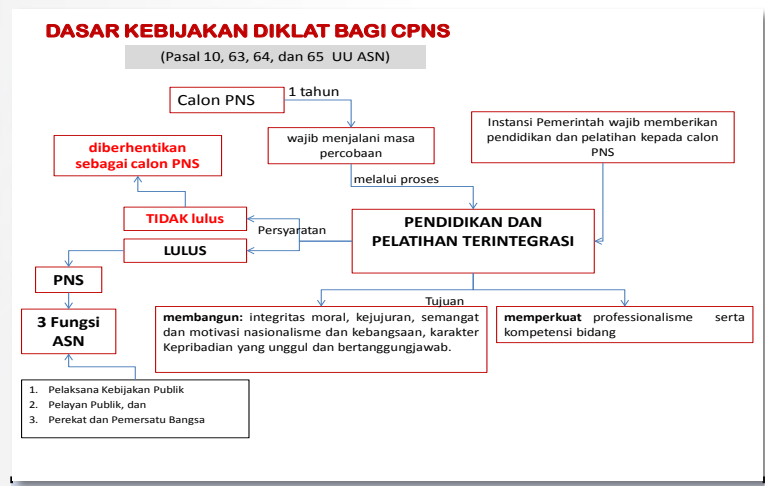 DASAR KEBIJAKAN DIKLAT BAGI CPNS
(Pasal 10, 63, 64, dan 65 UU ASN)
Calon PNS
1 tahun
Instansi Pemerintah wajib memberikan
pendidikan dan pelatihan kepada calon
PNS
wajib menjalani masa
percobaan
diberhentikan
sebagai calon PNS
melalui proses
TIDAK lulus
Persyaratan
PENDIDIKAN DAN
PELATIHAN TERINTEGRASI
LULUS
PNS
Tujuan
3 Fungsi
ASN
membangun: integritas moral, kejujuran, semangat
dan motivasi nasionalisme dan kebangsaan, karakter
Kepribadian yang unggul dan bertanggungjawab.
memperkuat professionalisme serta
kompetensi bidang
1. Pelaksana Kebijakan Publik
2. Pelayan Publik, dan
3. Perekat dan Pemersatu Bangsa